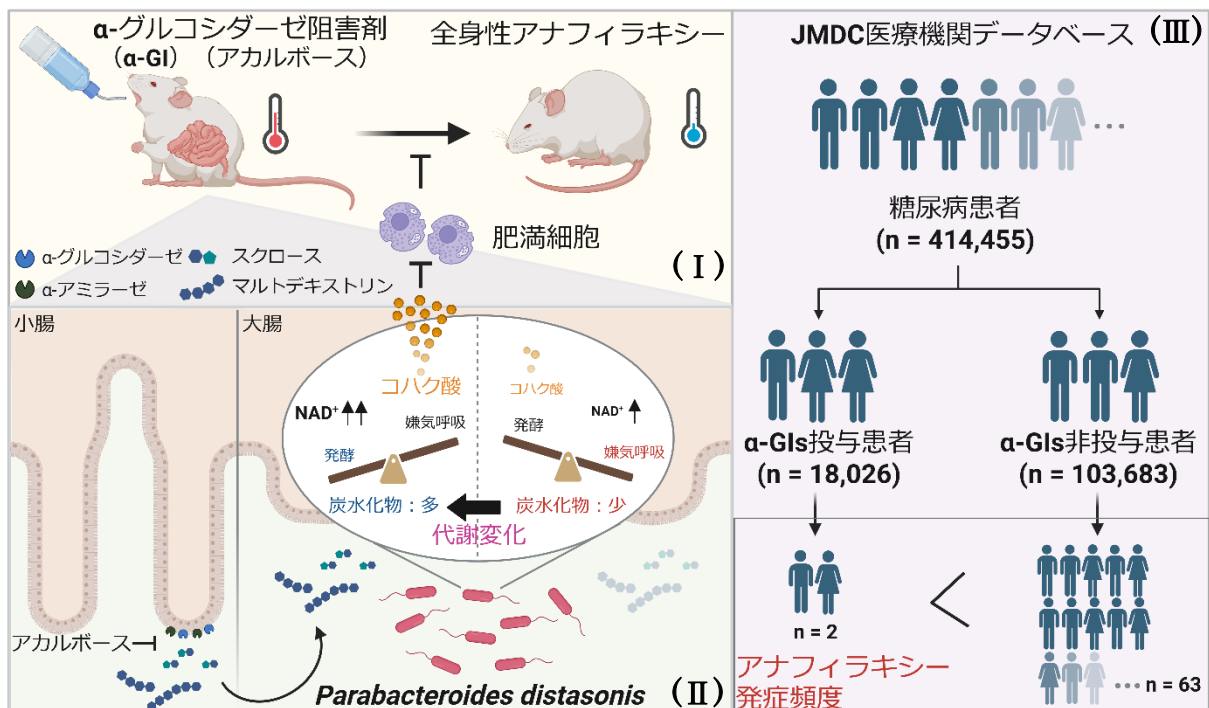 α-グルコシダーゼ阻害剤
（α-GI）（アカルボース）
全身性アナフィラキシー
肥満細胞
α-グルコシダーゼ
スクロース
α-アミラーゼ
マルトデキストリン
（Ⅰ）
小腸
大腸
コハク酸
コハク酸
NAD⁺
嫌気呼吸
発酵
NAD⁺
発酵
嫌気呼吸
炭水化物：多
炭水化物：少
代謝変化
アカルボース
Parabacteroides distasonis
（Ⅱ）
JMDC医療機関データベース
（Ⅲ）
糖尿病患者
(n = 414,455)
α-GIs投与患者
(n = 18,026)
α-GIs非投与患者
(n = 103,683)
n = 2
<
アナフィラキシー
発症頻度
n = 63